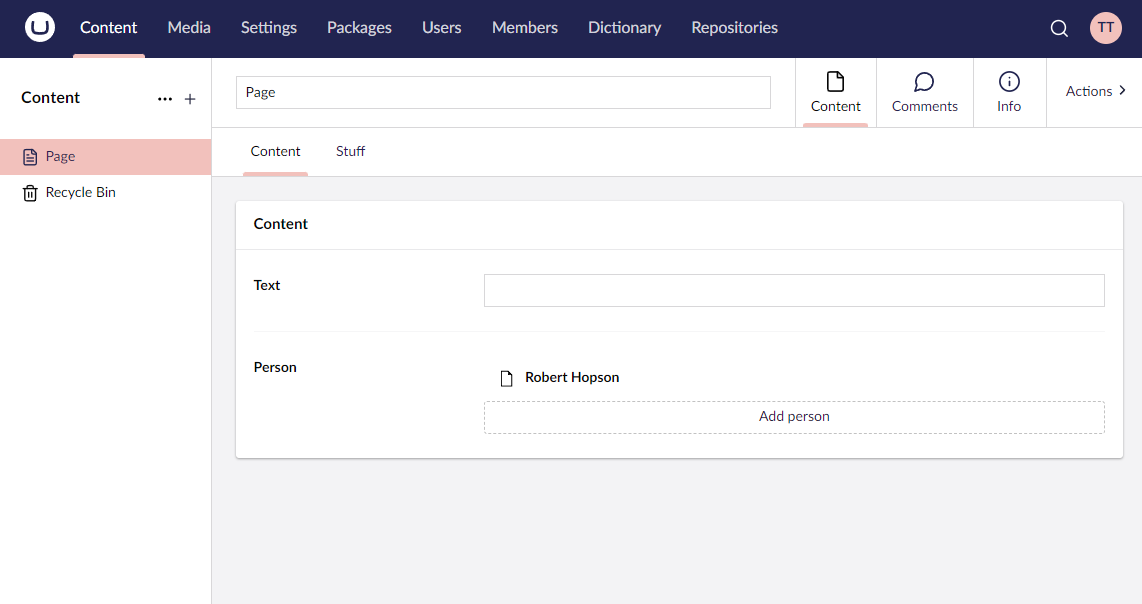 Content Media Settings Packages Users Members Dictionary Repositories TT
Content
Page
Recycle Bin
Page
Content
Comments
Info
Actions
Content Stuff
Content
Text
Person
Robert Hopson
Add person